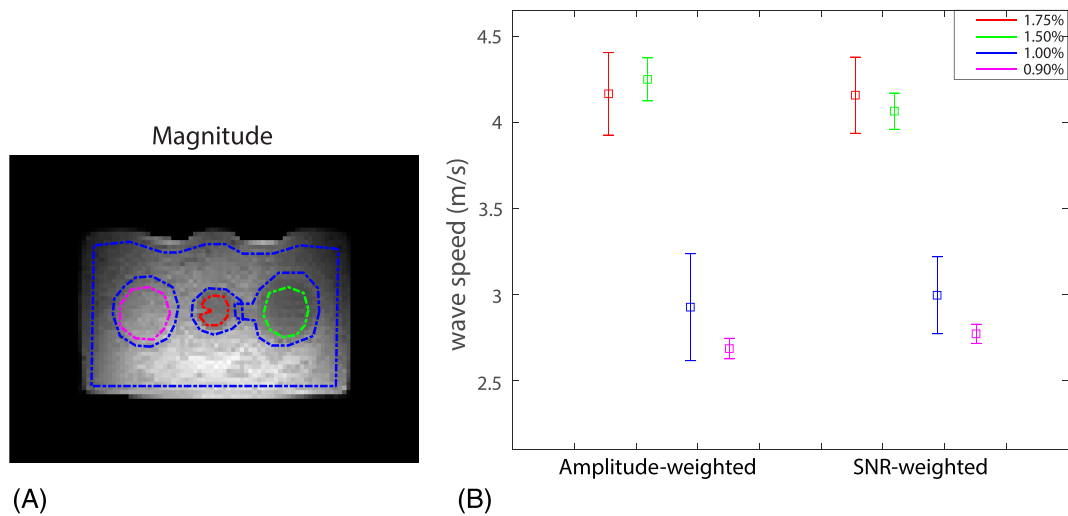 Magnitude
(A)
wave speed (m/s)
4.5
4
3.5
3
2.5
1.75%
1.50%
1.00%
0.90%
Amplitude-weighted
SNR-weighted
(B)